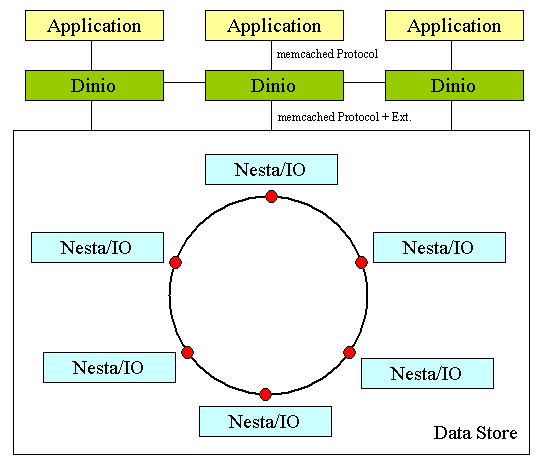 Application
Application
Application
memcached Protocol
Dinio
Dinio
Dinio
memcached Protocol + Ext.
Nesta/IO
Nesta/IO
Nesta/IO
Nesta/IO
Nesta/IO
Nesta/IO
Data Store